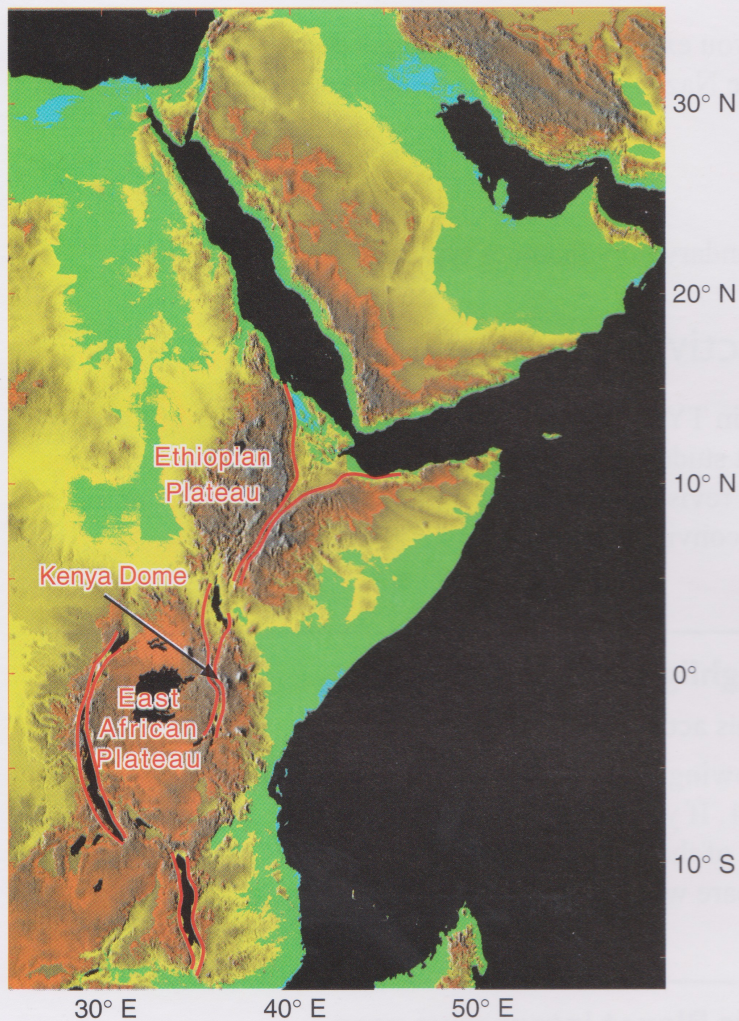 30° N
20° N
Ethiopian
Plateau
10° N
Kenya Dome
0°
East
African
Plateau
10° S
30° E
40° E
50° E